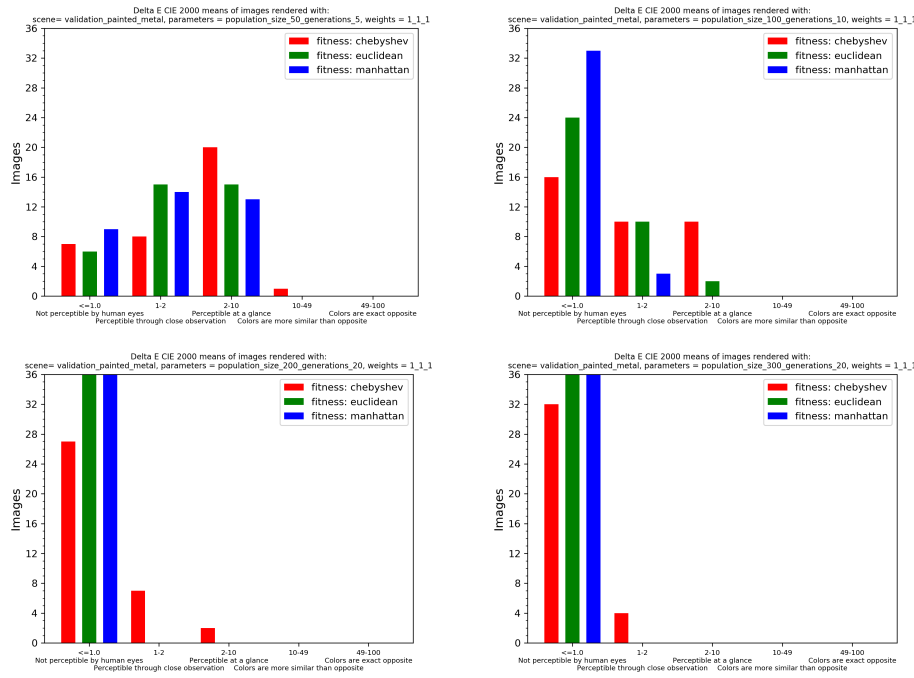 Delta E CIE 2000 means of images rendered with:
scene= validation_painted_metal, parameters = population_size_50_generations_5, weights = 1_1_1
36
32
28
24
20
16
12
8
4
0
Images
fitness: chebyshev
fitness: euclidean
fitness: manhattan
<=1.0 1-2 2-10 10-49 49-100
Not perceptible by human eyes Perceptible at a glance Colors are exact opposite
Perceptible through close observation Colors are more similar than opposite
Delta E CIE 2000 means of images rendered with:
scene= validation_painted_metal, parameters = population_size_100_generations_10, weights = 1_1_1
36
32
28
24
20
16
12
8
4
0
Images
fitness: chebyshev
fitness: euclidean
fitness: manhattan
<=1.0 1-2 2-10 10-49 49-100
Not perceptible by human eyes Perceptible at a glance Colors are exact opposite
Perceptible through close observation Colors are more similar than opposite
Delta E CIE 2000 means of images rendered with:
scene= validation_painted_metal, parameters = population_size_200_generations_20, weights = 1_1_1
36
32
28
24
20
16
12
8
4
0
Images
fitness: chebyshev
fitness: euclidean
fitness: manhattan
<=1.0 1-2 2-10 10-49 49-100
Not perceptible by human eyes Perceptible at a glance Colors are exact opposite
Perceptible through close observation Colors are more similar than opposite
Delta E CIE 2000 means of images rendered with:
scene= validation_painted_metal, parameters = population_size_300_generations_20, weights = 1_1_1
36
32
28
24
20
16
12
8
4
0
Images
fitness: chebyshev
fitness: euclidean
fitness: manhattan
<=1.0 1-2 2-10 10-49 49-100
Not perceptible by human eyes Perceptible at a glance Colors are exact opposite
Perceptible through close observation Colors are more similar than opposite